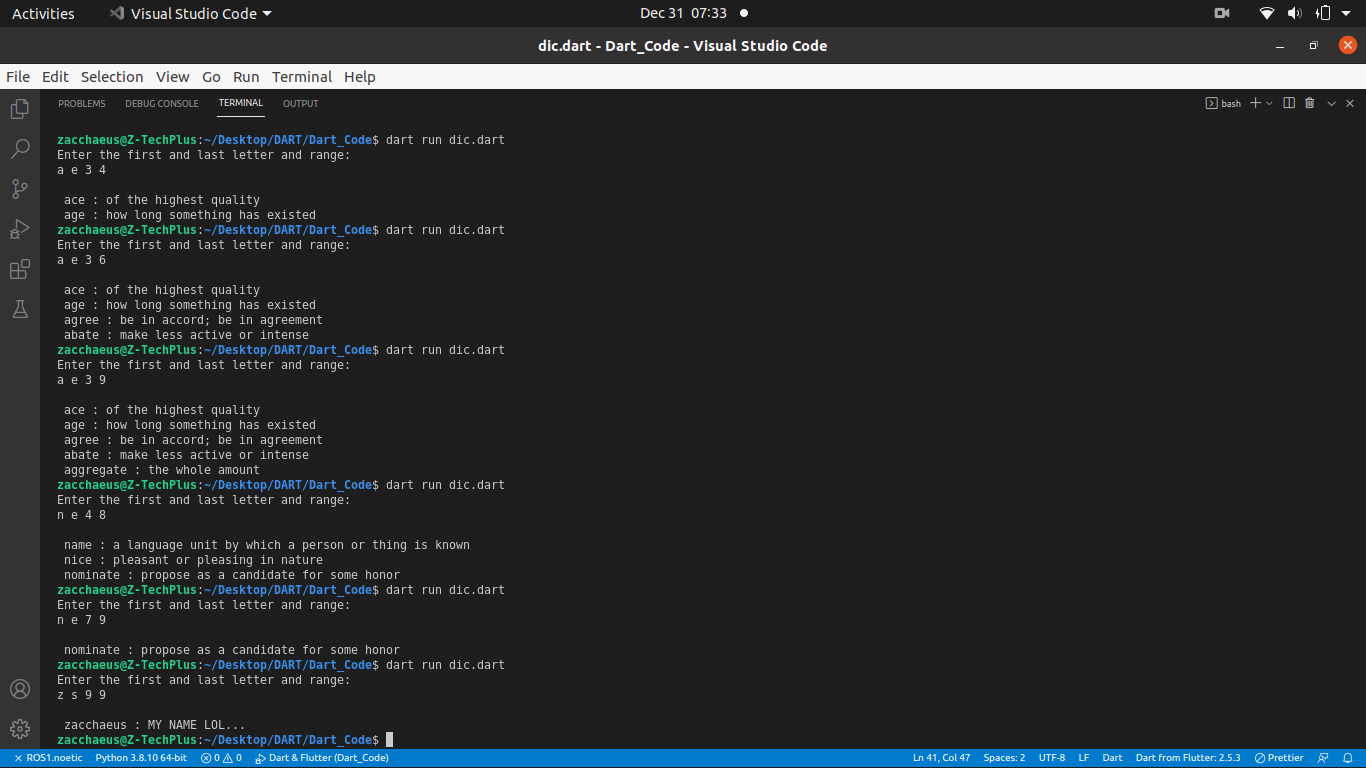 Activities Visual Studio Code Dec 31 07:33
dic.dart - Dart_Code - Visual Studio Code
File Edit Selection View Go Run Terminal Help
PROBLEMS DEBUG CONSOLE TERMINAL OUTPUT bash
zacchaeus@Z-TechPlus:~/Desktop/DART/Dart_Code$ dart run dic.dart
Enter the first and last letter and range:
a e 3 4
ace : of the highest quality
age : how long something has existed
zacchaeus@Z-TechPlus:~/Desktop/DART/Dart_Code$ dart run dic.dart
Enter the first and last letter and range:
a e 3 6
ace : of the highest quality
age : how long something has existed
agree : be in accord; be in agreement
abate : make less active or intense
zacchaeus@Z-TechPlus:~/Desktop/DART/Dart_Code$ dart run dic.dart
Enter the first and last letter and range:
a e 3 9
ace : of the highest quality
age : how long something has existed
agree : be in accord; be in agreement
abate : make less active or intense
aggregate : the whole amount
zacchaeus@Z-TechPlus:~/Desktop/DART/Dart_Code$ dart run dic.dart
Enter the first and last letter and range:
n e 4 8
name : a language unit by which a person or thing is known
nice : pleasant or pleasing in nature
nominate : propose as a candidate for some honor
zacchaeus@Z-TechPlus:~/Desktop/DART/Dart_Code$ dart run dic.dart
Enter the first and last letter and range:
n e 7 9
nominate : propose as a candidate for some honor
zacchaeus@Z-TechPlus:~/Desktop/DART/Dart_Code$ dart run dic.dart
Enter the first and last letter and range:
z s 9 9
zacchaeus : MY NAME LOL...
zacchaeus@Z-TechPlus:~/Desktop/DART/Dart_Code$
ROS1.noetic Python 3.8.10 64-bit 0 0 Dart & Flutter (Dart_Code) Ln 41, Col 47 Spaces: 2 UTF-8 LF Dart Dart from Flutter: 2.5.3 Prettier